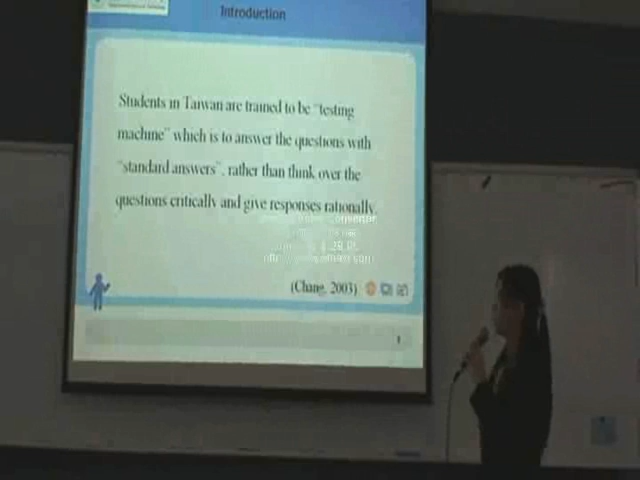 Introduction
Students in Taiwan are trained to be "testing
machine" which is to answer the questions with
"standard answers", rather than think over the
questions critically and give responses rationally.
(Chang, 2003)